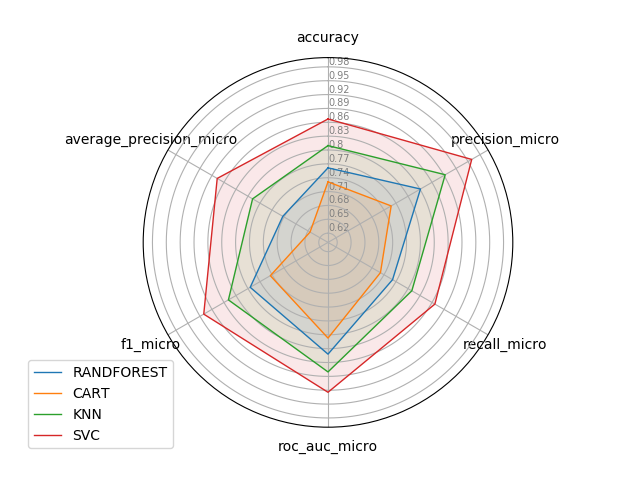 accuracy
0.98
0.95
0.92
0.89
0.86
0.83
0.8
0.77
0.74
0.71
0.68
0.65
0.62
average_precision_micro
precision_micro
f1_micro
recall_micro
roc_auc_micro
RANDFOREST
CART
KNN
SVC